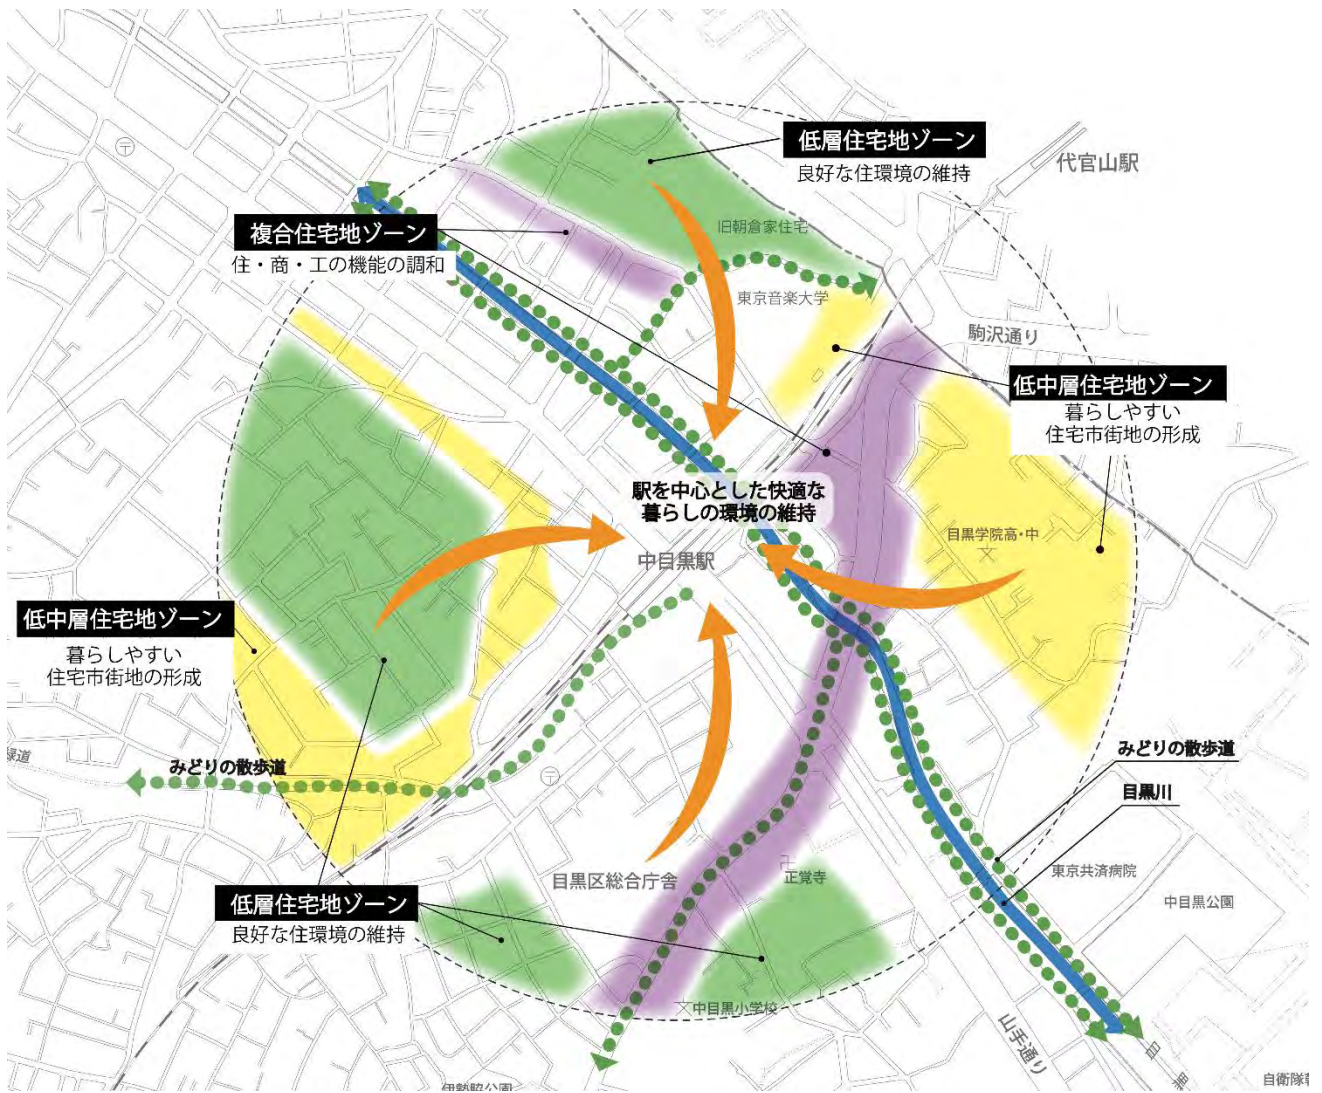 低層住宅地ゾーン
良好な住環境の維持
代官山駅
複合住宅地ゾーン
住・商・工の機能の調和
旧朝倉家住宅
東京音楽大学
駒沢通り
低中層住宅地ゾーン
暮らしやすい
住宅市街地の形成
駅を中心とした快適な
暮らしの環境の維持
目黒学院高・中
中目黒駅
低中層住宅地ゾーン
暮らしやすい
住宅市街地の形成
緑道
みどりの散歩道
みどりの散歩道
目黒川
目黒区総合庁舎
正覚寺
東京共済病院
中目黒公園
低層住宅地ゾーン
良好な住環境の維持
中目黒小学校
山手通り
伊勢脇公園
自衛隊